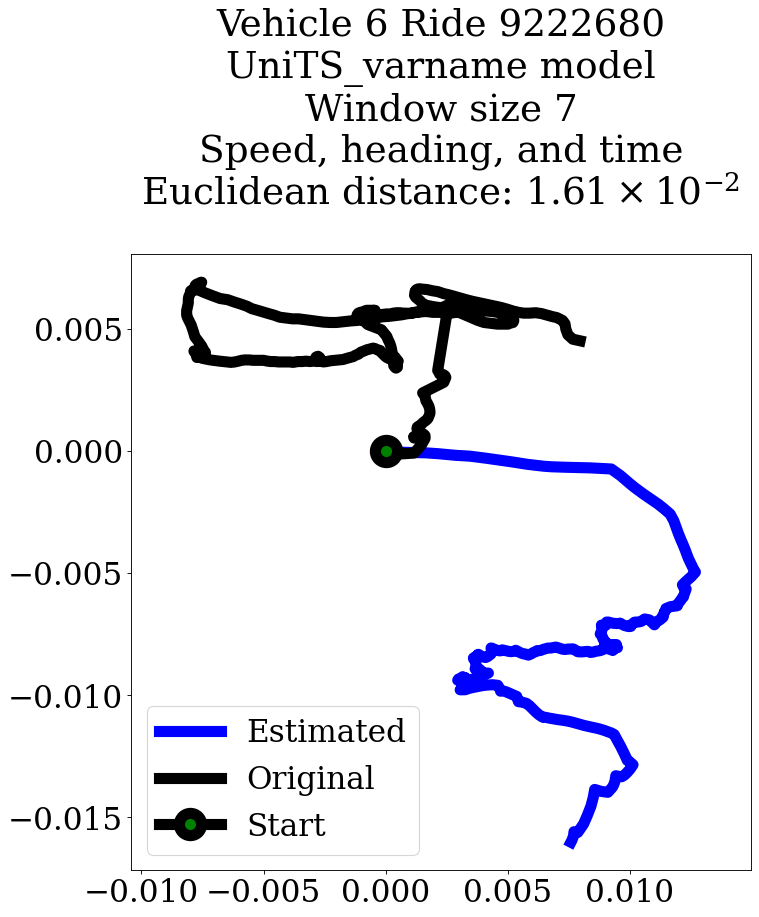 Vehicle 6 Ride 9222680
UniTS_varname model
Window size 7
Speed, heading, and time
Euclidean distance: 1.61 × 10⁻²
0.005
0.000
−0.005
−0.010
−0.015
Estimated
Original
Start
−0.010 −0.005 0.000 0.005 0.010